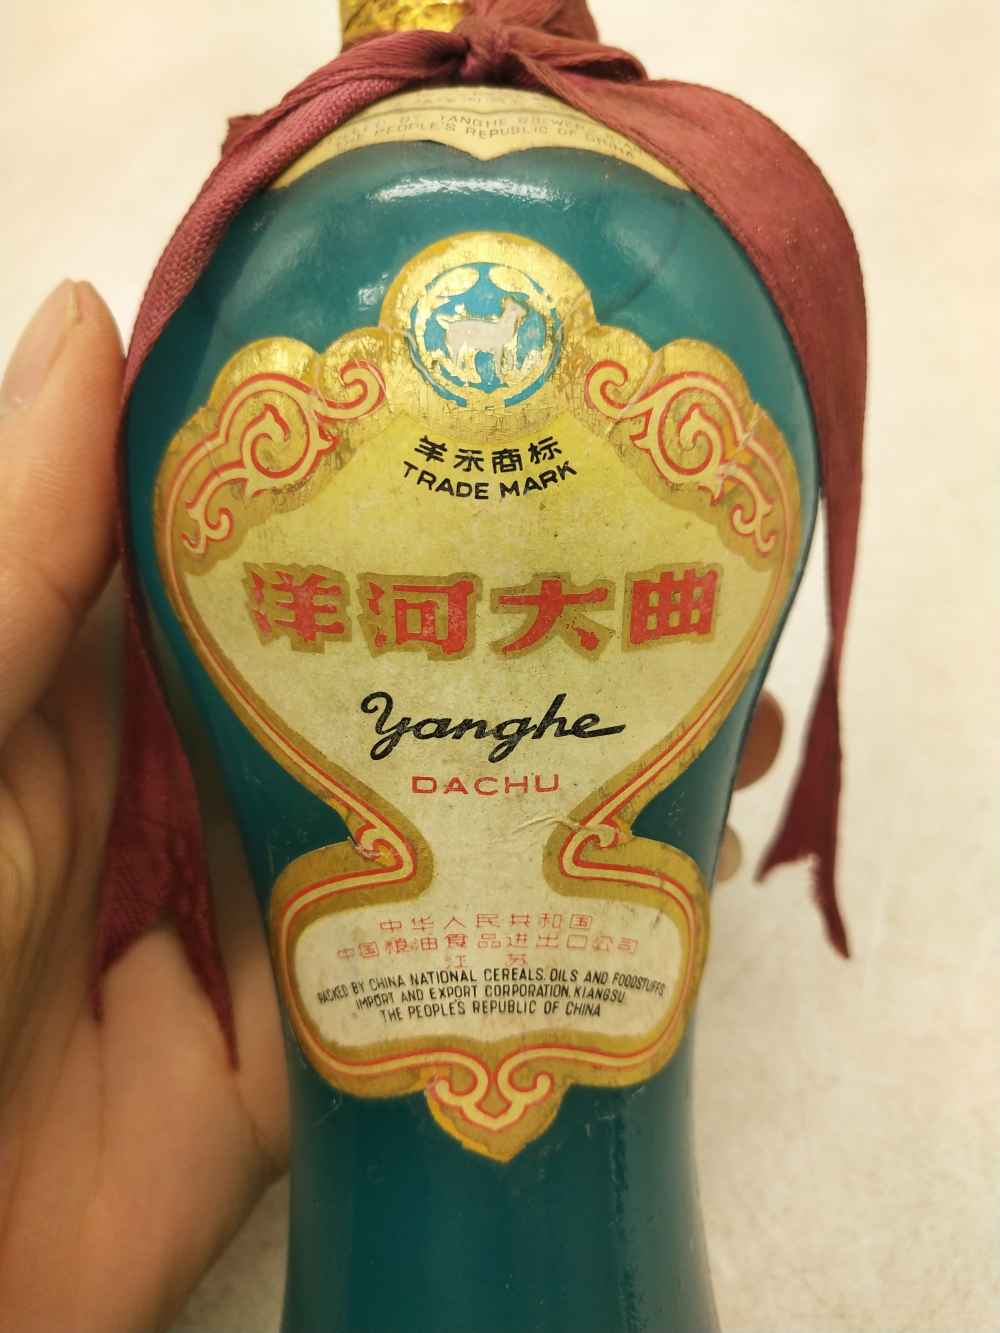 YANGHE
THE PEOPLE'S REPUBLIC OF CHINA
羊禾商标
TRADE MARK
洋河大曲
Yanghe
DACHU
中华人民共和国
中国粮油食品进出口公司
江苏
PACKED BY CHINA NATIONAL CEREALS. OILS AND FOODSTUFFS
IMPORT AND EXPORT CORPORATION. KIANGSU
THE PEOPLE'S REPUBLIC OF CHINA